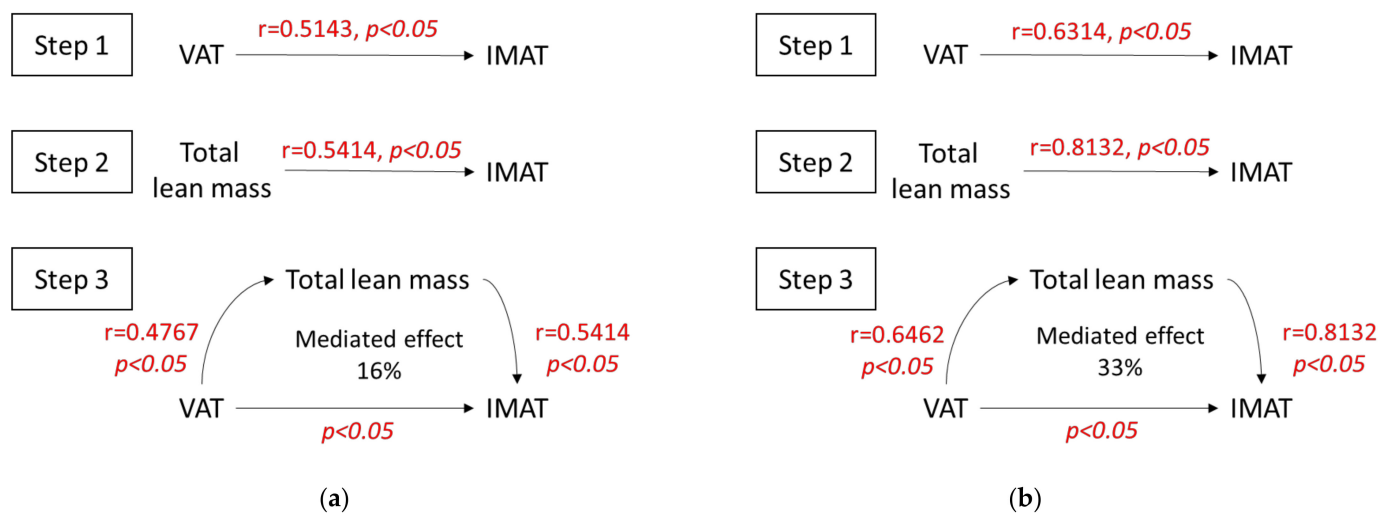 Step 1
VAT
r=0.5143, p<0.05
IMAT
Step 2
Total
lean mass
r=0.5414, p<0.05
IMAT
Step 3
Total lean mass
r=0.4767
p<0.05
Mediated effect
16%
r=0.5414
p<0.05
VAT
IMAT
p<0.05
(a)
Step 1
VAT
r=0.6314, p<0.05
IMAT
Step 2
Total
lean mass
r=0.8132, p<0.05
IMAT
Step 3
Total lean mass
r=0.6462
p<0.05
Mediated effect
33%
r=0.8132
p<0.05
VAT
IMAT
p<0.05
(b)